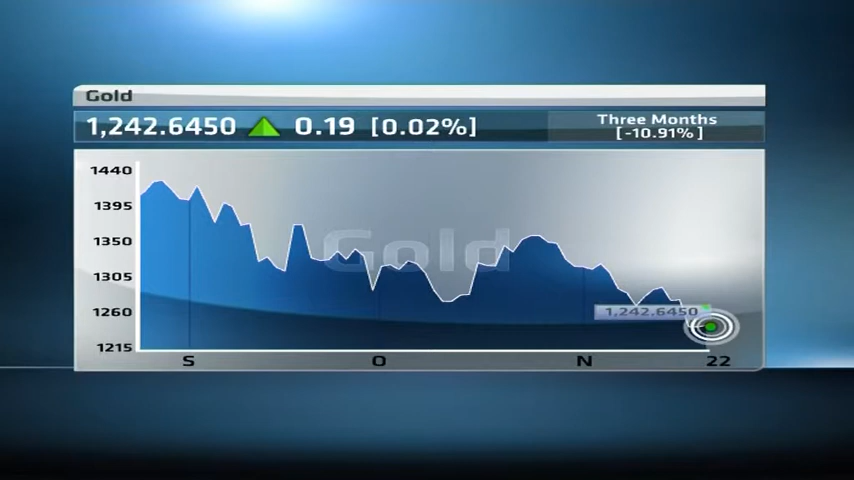 Gold
1,242.6450 0.19 [0.02%]
Three Months
[-10.91%]
1440
1395
1350
1305
1260
1215
Gold
1,242.6450
S O N 22